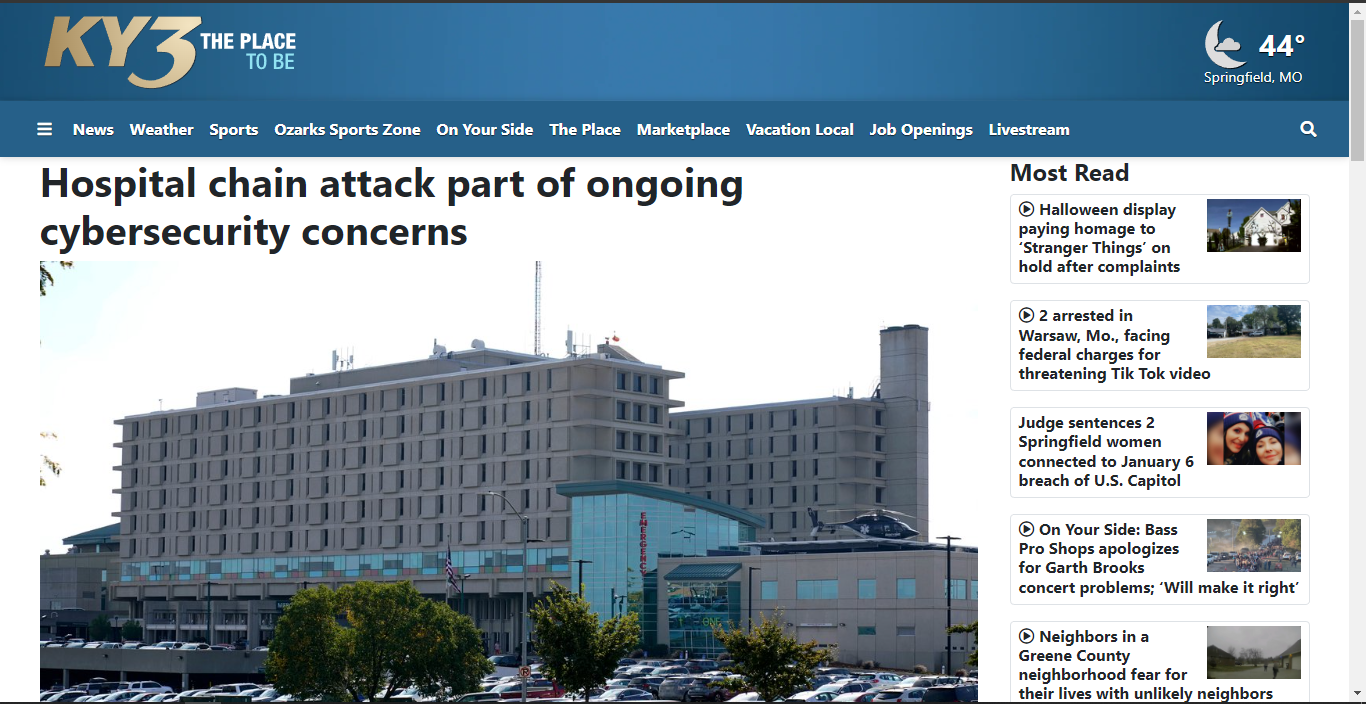 KY3 THE PLACE
TO BE
44°
Springfield, MO
News Weather Sports Ozarks Sports Zone On Your Side The Place Marketplace Vacation Local Job Openings Livestream
Hospital chain attack part of ongoing
cybersecurity concerns
EMERGENCY
Most Read
Halloween display
paying homage to
‘Stranger Things’ on
hold after complaints
2 arrested in
Warsaw, Mo., facing
federal charges for
threatening Tik Tok video
Judge sentences 2
Springfield women
connected to January 6
breach of U.S. Capitol
On Your Side: Bass
Pro Shops apologizes
for Garth Brooks
concert problems; ‘Will make it right’
Neighbors in a
Greene County
neighborhood fear for
their lives with unlikely neighbors